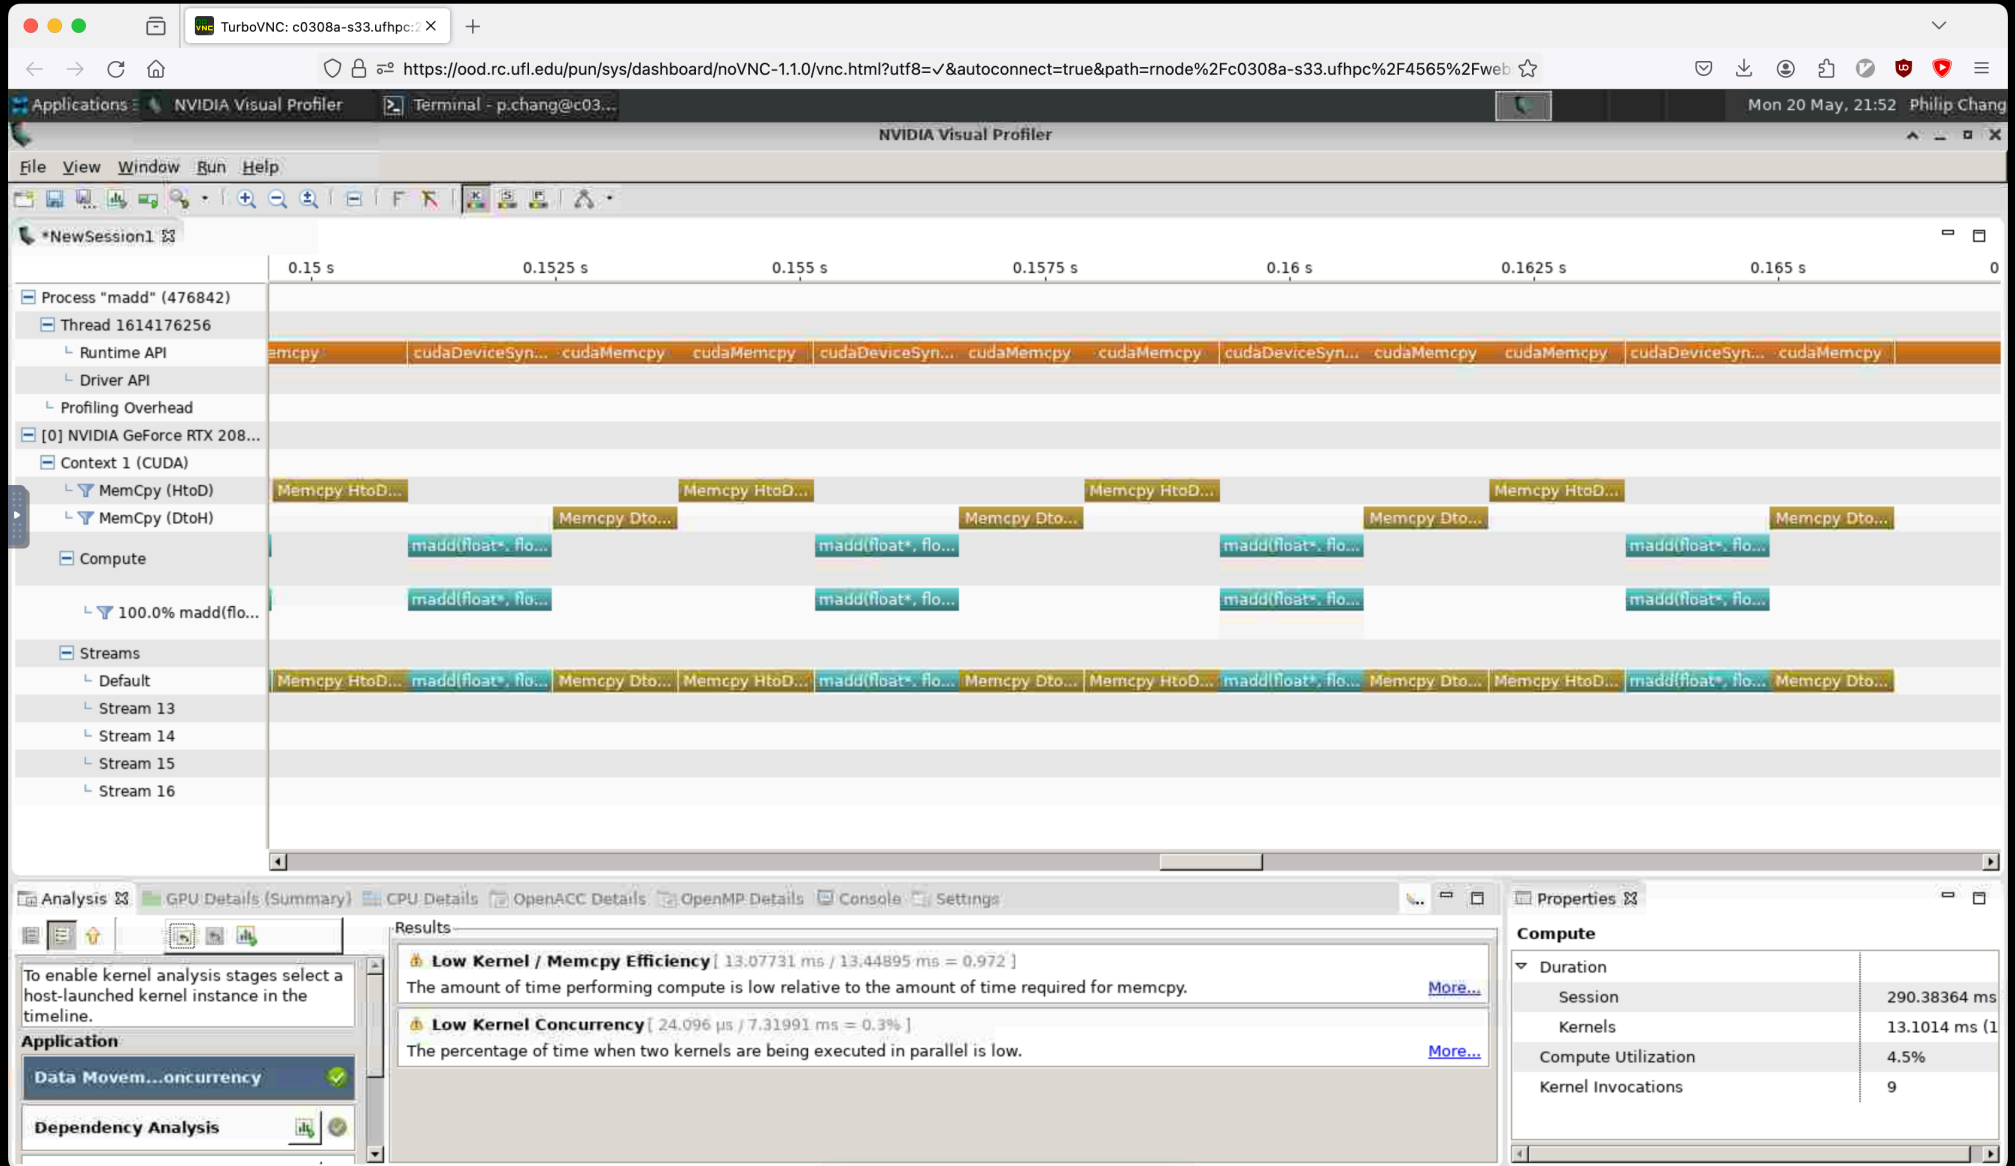 TurboVNC: c0308a-s33.ufhpc:2
https://ood.rc.ufl.edu/pun/sys/dashboard/noVNC-1.1.0/vnc.html?utf8=✓&autoconnect=true&path=rnode%2Fc0308a-s33.ufhpc%2F4565%2Fweb
Applications NVIDIA Visual Profiler Terminal - p.chang@c03... Mon 20 May, 21:52 Philip Chang
NVIDIA Visual Profiler
File View Window Run Help
*NewSession1
0.15 s 0.1525 s 0.155 s 0.1575 s 0.16 s 0.1625 s 0.165 s 0
Process "madd" (476842)
Thread 1614176256
Runtime API emcpy cudaDeviceSyn... cudaMemcpy cudaMemcpy cudaDeviceSyn... cudaMemcpy cudaMemcpy cudaDeviceSyn... cudaMemcpy cudaMemcpy cudaDeviceSyn... cudaMemcpy
Driver API
Profiling Overhead
[0] NVIDIA GeForce RTX 208...
Context 1 (CUDA)
MemCpy (HtoD) Memcpy HtoD... Memcpy HtoD... Memcpy HtoD... Memcpy HtoD...
MemCpy (DtoH) Memcpy Dto... Memcpy Dto... Memcpy Dto... Memcpy Dto...
madd(float*, flo... madd(float*, flo... madd(float*, flo... madd(float*, flo...
Compute
madd(float*, flo... madd(float*, flo... madd(float*, flo... madd(float*, flo...
100.0% madd(flo...
Streams
Default Memcpy HtoD... madd(float*, flo... Memcpy Dto... Memcpy HtoD... madd(float*, flo... Memcpy Dto... Memcpy HtoD... madd(float*, flo... Memcpy Dto... Memcpy HtoD... madd(float*, flo... Memcpy Dto...
Stream 13
Stream 14
Stream 15
Stream 16
Analysis GPU Details (Summary) CPU Details OpenACC Details OpenMP Details Console Settings
Results
To enable kernel analysis stages select a
host-launched kernel instance in the
timeline.
Application
Data Movem...oncurrency
Dependency Analysis
Low Kernel / Memcpy Efficiency [ 13.07731 ms / 13.44895 ms = 0.972 ]
The amount of time performing compute is low relative to the amount of time required for memcpy. More...
Low Kernel Concurrency [ 24.096 µs / 7.31991 ms = 0.3% ]
The percentage of time when two kernels are being executed in parallel is low. More...
Properties
Compute
Duration
Session 290.38364 ms
Kernels 13.1014 ms (1
Compute Utilization 4.5%
Kernel Invocations 9